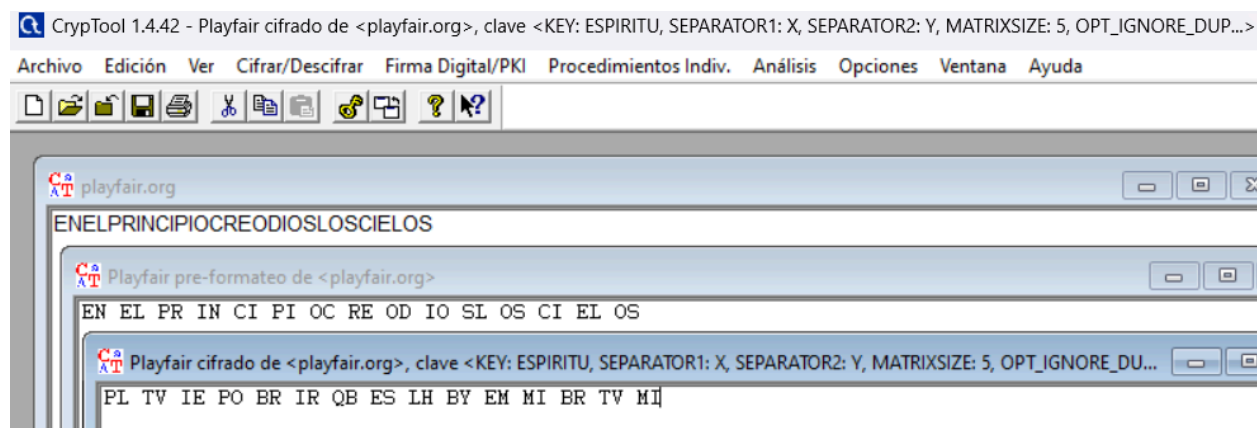 CrypTool 1.4.42 - Playfair cifrado de <playfair.org>, clave <KEY: ESPIRITU, SEPARATOR1: X, SEPARATOR2: Y, MATRIXSIZE: 5, OPT_IGNORE_DUP...>
Archivo Edición Ver Cifrar/Descifrar Firma Digital/PKI Procedimientos Indiv. Análisis Opciones Ventana Ayuda
playfair.org
ENELPRINCIPIOCREODIOSLOSCIELOS
Playfair pre-formateo de <playfair.org>
EN EL PR IN CI PI OC RE OD IO SL OS CI EL OS
Playfair cifrado de <playfair.org>, clave <KEY: ESPIRITU, SEPARATOR1: X, SEPARATOR2: Y, MATRIXSIZE: 5, OPT_IGNORE_DU...
PL TV IE PO BR IR QB ES LH BY EM MI BR TV MI